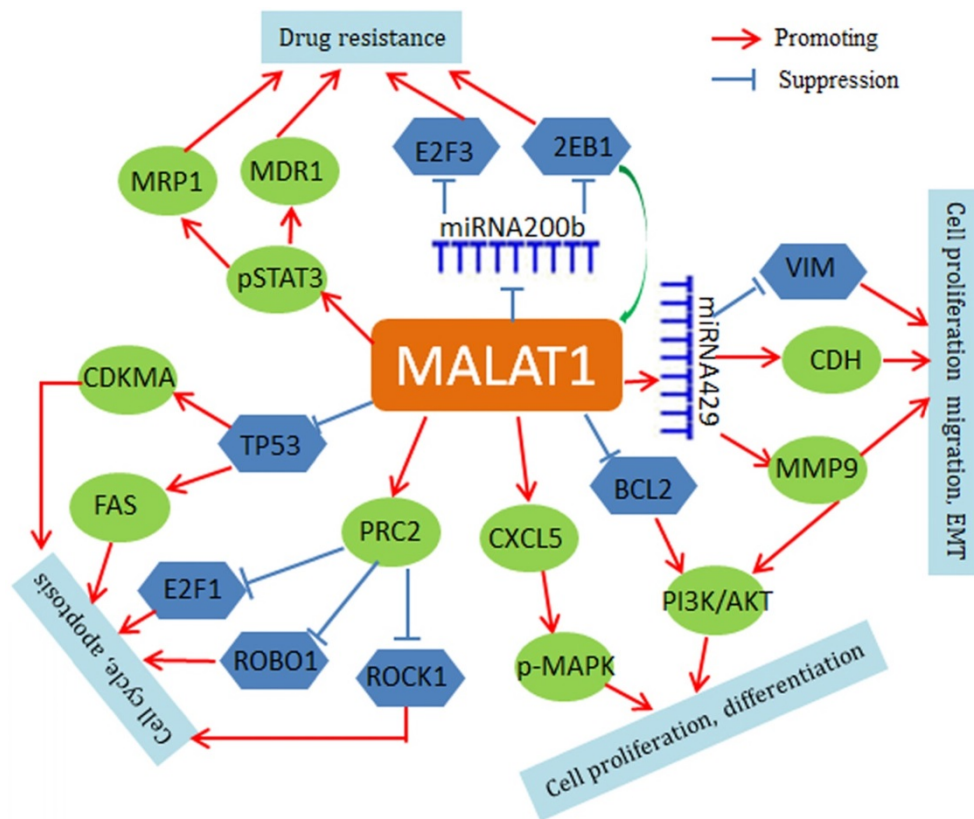 Drug resistance
Promoting
Suppression
E2F3
2EB1
MRP1
MDR1
miRNA200b
pSTAT3
VIM
miRNA429
MALAT1
CDH
CDKMA
TP53
MMP9
BCL2
FAS
PRC2
CXCL5
E2F1
PI3K/AKT
ROBO1
ROCK1
p-MAPK
Cell cycle, apoptosis
Cell proliferation, differentiation
Cell proliferation migration, EMT